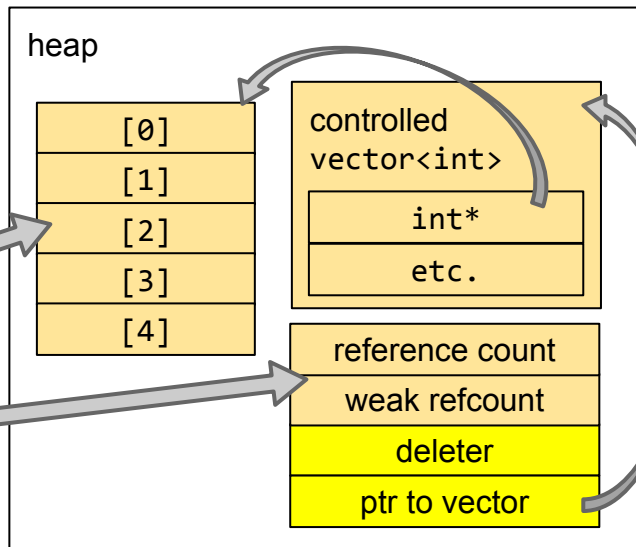 heap
[0]
[1]
[2]
[3]
[4]
controlled
vector<int>
int*
etc.
reference count
weak refcount
deleter
ptr to vector